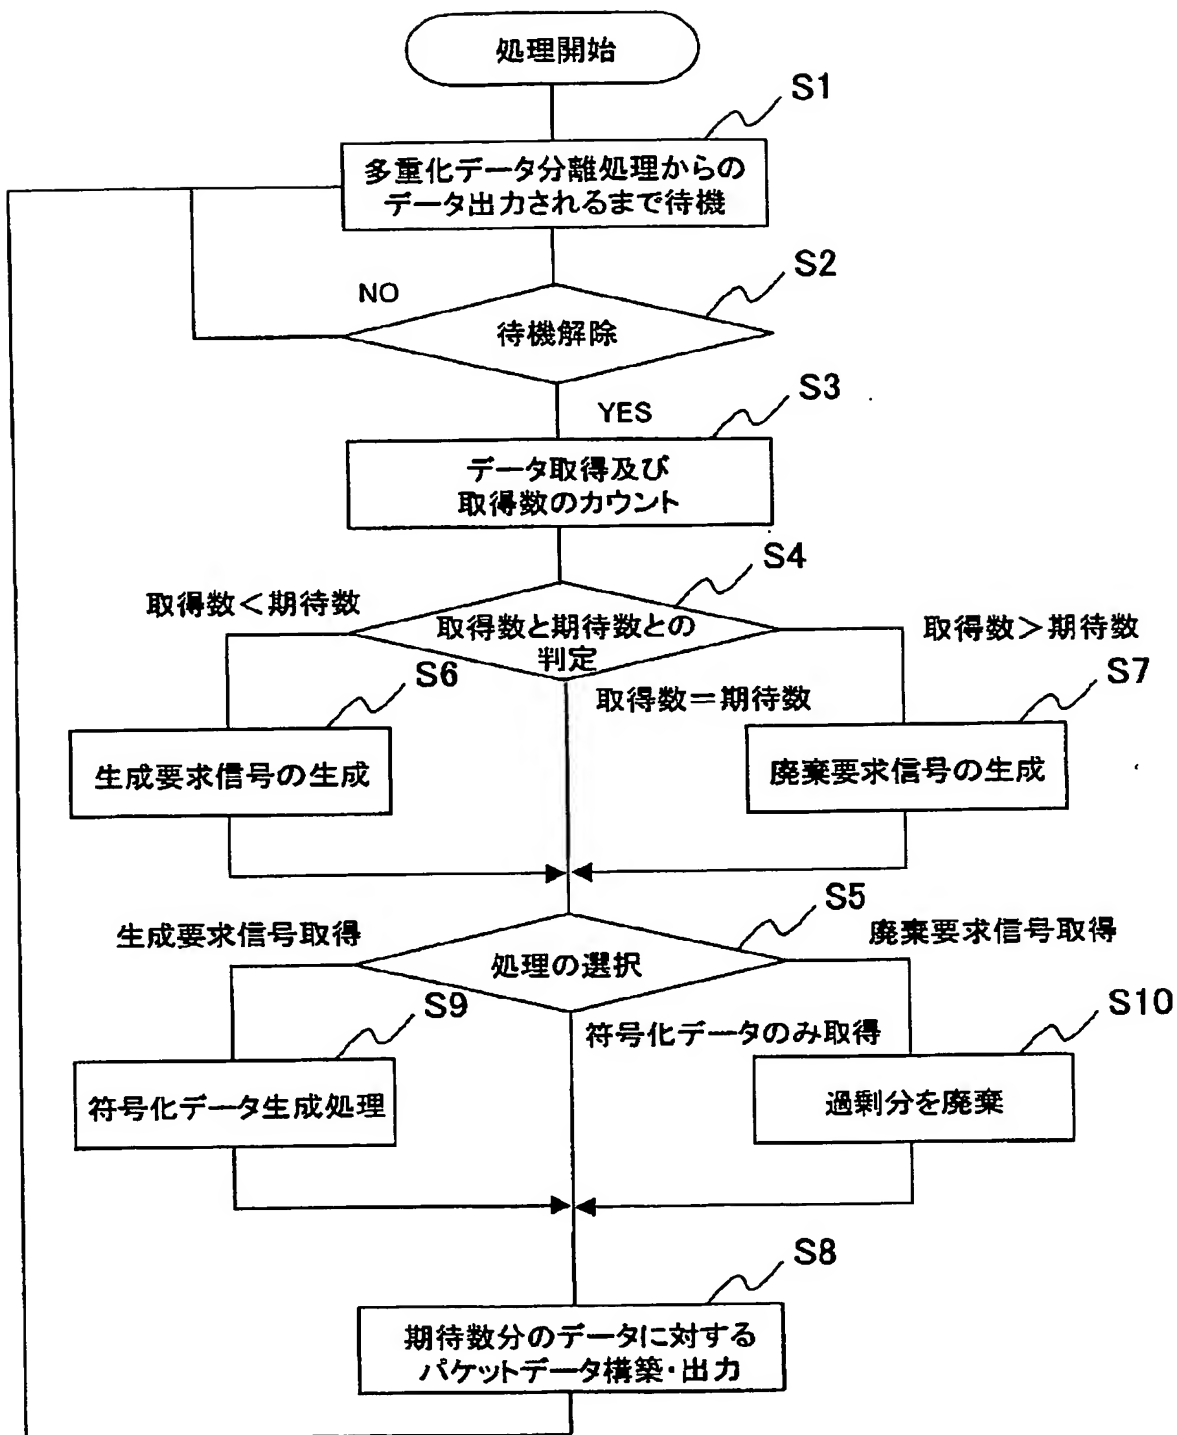 処理開始
S1
多重化データ分離処理からの
データ出力されるまで待機
S2
NO
待機解除
S3
YES
データ取得及び
取得数のカウント
S4
取得数<期待数
取得数と期待数との
判定
取得数>期待数
S6
取得数=期待数
S7
生成要求信号の生成
廃棄要求信号の生成
S5
生成要求信号取得
廃棄要求信号取得
処理の選択
S9
符号化データのみ取得
S10
符号化データ生成処理
過剰分を廃棄
S8
期待数分のデータに対する
パケットデータ構築・出力